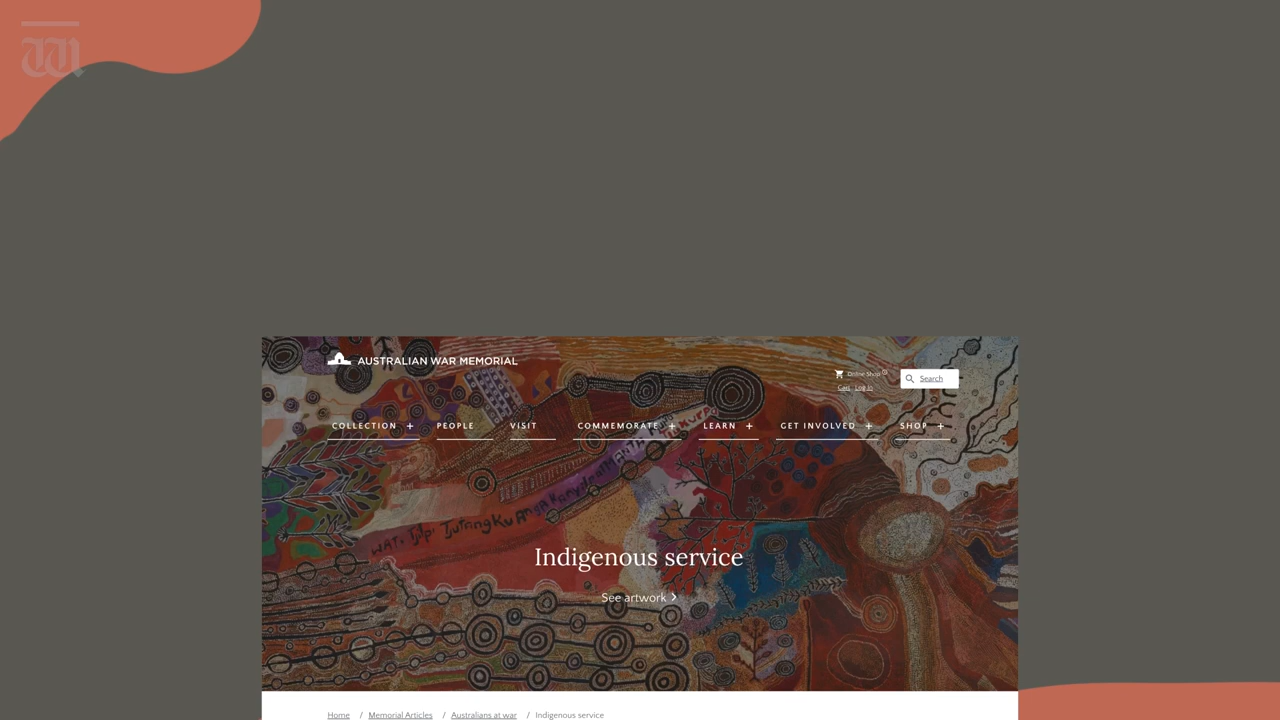 W
AUSTRALIAN WAR MEMORIAL
Online Shop
Cart Log In
Search
COLLECTION + PEOPLE VISIT COMMEMORATE + LEARN + GET INVOLVED + SHOP +
Indigenous service
See artwork >
Home / Memorial Articles / Australians at war / Indigenous service